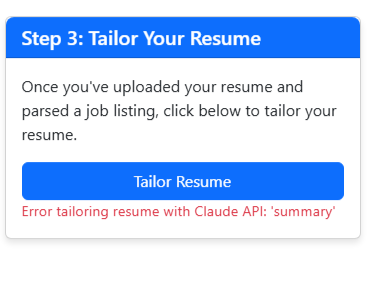 Step 3: Tailor Your Resume
Once you've uploaded your resume and
parsed a job listing, click below to tailor your
resume.
Tailor Resume
Error tailoring resume with Claude API: 'summary'